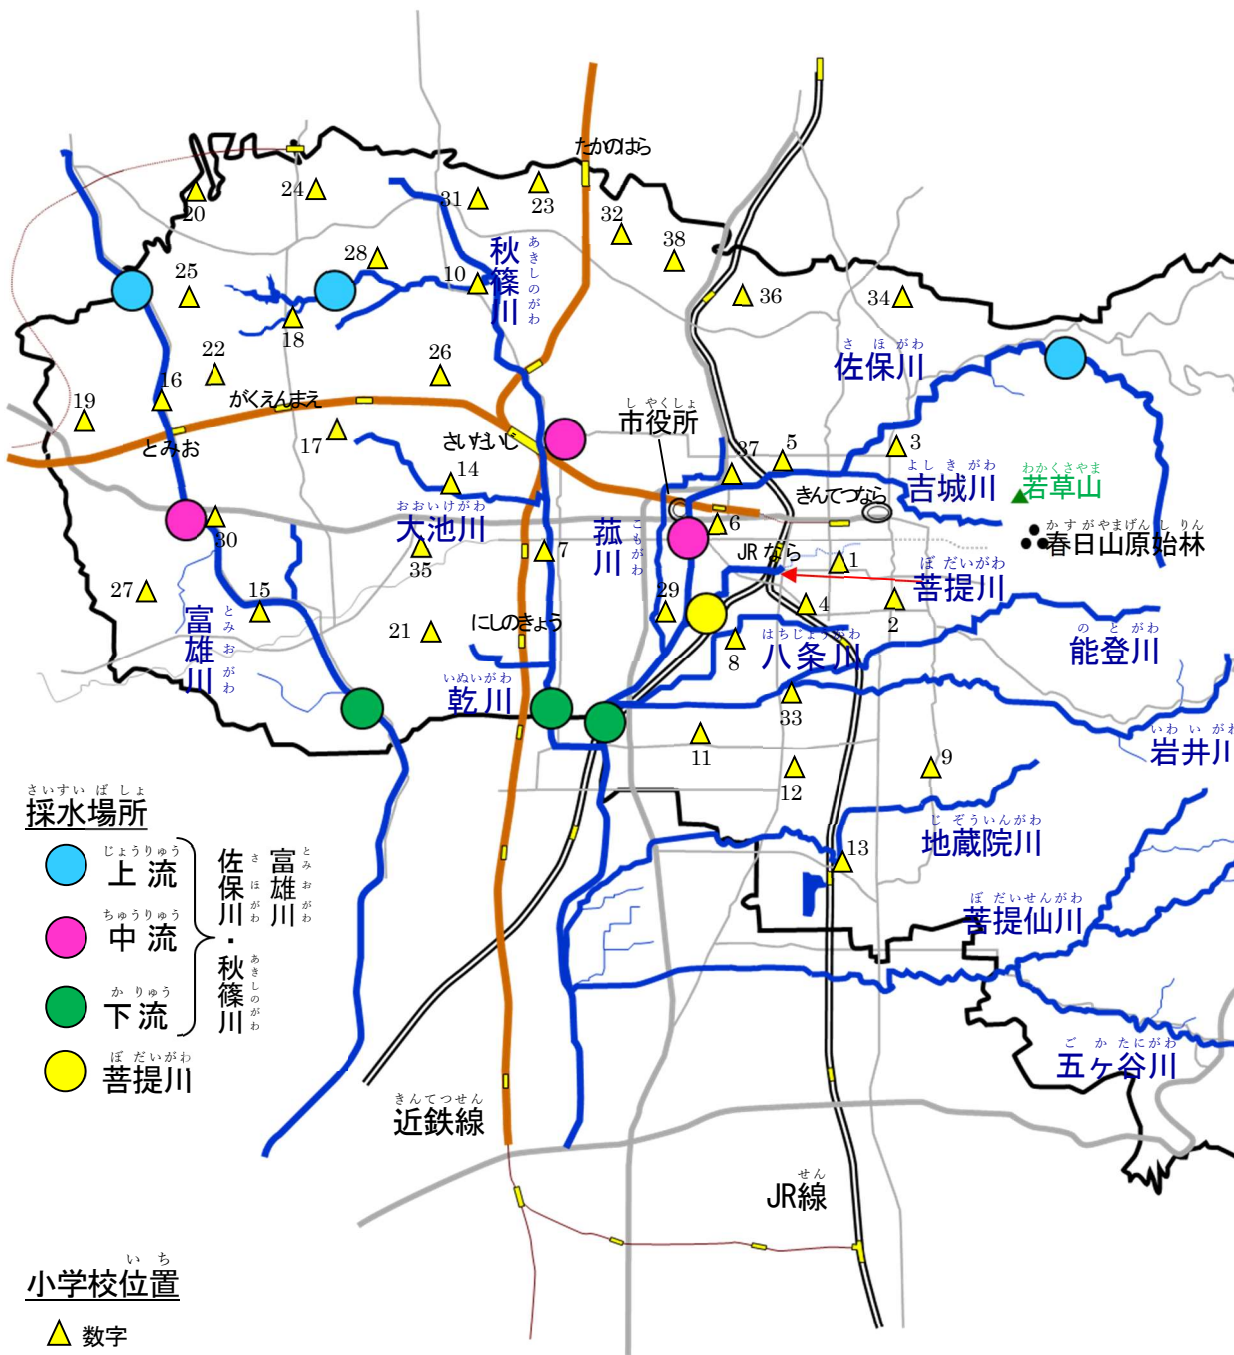 たかのはら
20
24
31
23
32
38
28
10
25
18
36
34
あきしのがわ
秋篠川
さほがわ
佐保川
22
26
16
がくえんまえ
19
とみお
17
さいだいじ
14
しやくしょ
市役所
37
5
3
よしきがわ
吉城川
わかくさやま
若草山
きんてつなら
おおいけがわ
大池川
こもがわ
菰川
6
JRなら
かすがやまげんしりん
春日山原始林
30
35
7
1
ぼだいがわ
菩提川
27
15
29
4
2
とみおがわ
富雄川
21
にしのきょう
8
はちじょうがわ
八条川
のとがわ
能登川
いぬいがわ
乾川
33
いわいがわ
岩井川
11
12
9
じぞういんがわ
地蔵院川
13
ぼだいせんがわ
菩提仙川
ごかたにがわ
五ヶ谷川
さいすいばしょ
採水場所
じょうりゅう
上流
ちゅうりゅう
中流
かりゅう
下流
とみおがわ
富雄川
さほがわ あきしのがわ
佐保川・秋篠川
ぼだいがわ
菩提川
きんてつせん
近鉄線
せん
JR線
いち
小学校位置
数字